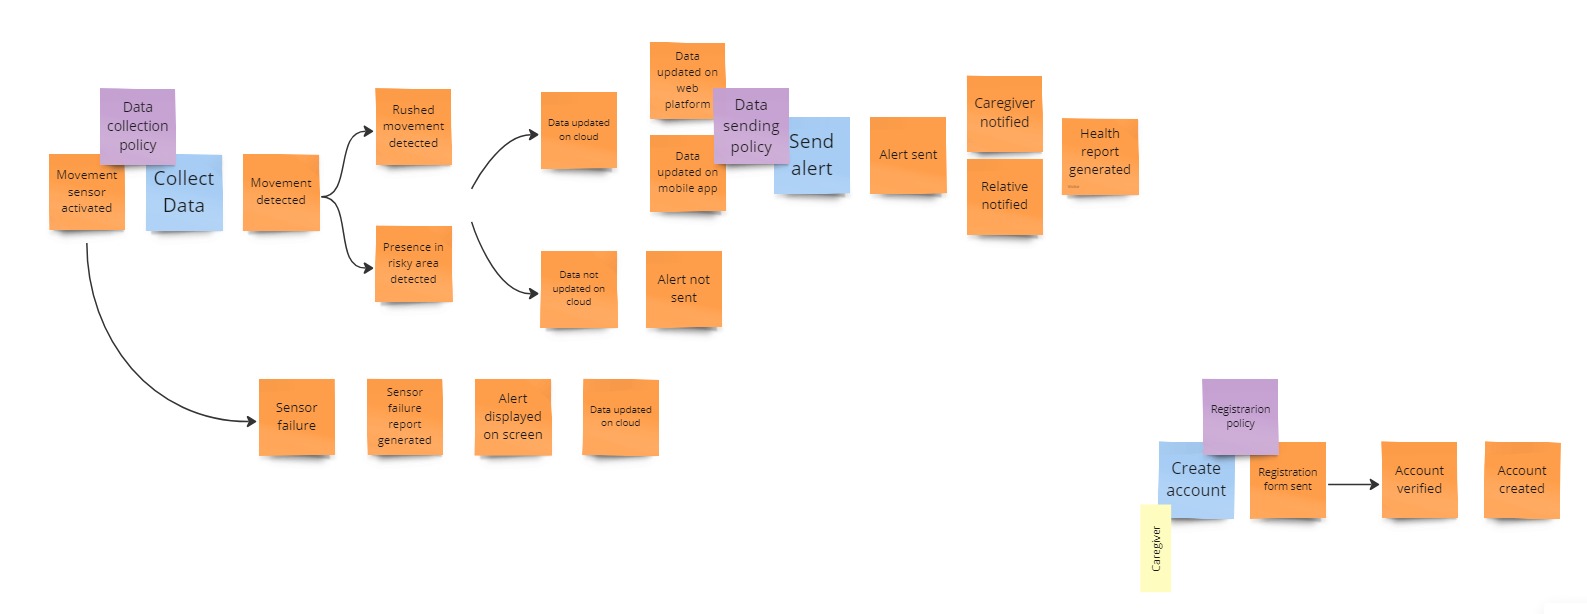 Data
collection
policy
Movement
sensor
activated
Collect
Data
Movement
detected
Rushed
movement
detected
Presence in
risky area
detected
Data updated
on cloud
Data not
updated on
cloud
Alert not
sent
Data
updated on
web
platform
Data
updated on
mobile app
Data
sending
policy
Send
alert
Alert sent
Caregiver
notified
Relative
notified
Health
report
generated
Sensor
failure
Sensor
failure
report
generated
Alert
displayed
on screen
Data updated
on cloud
Registrarion
policy
Create
account
Caregiver
Registration
form sent
Account
verified
Account
created